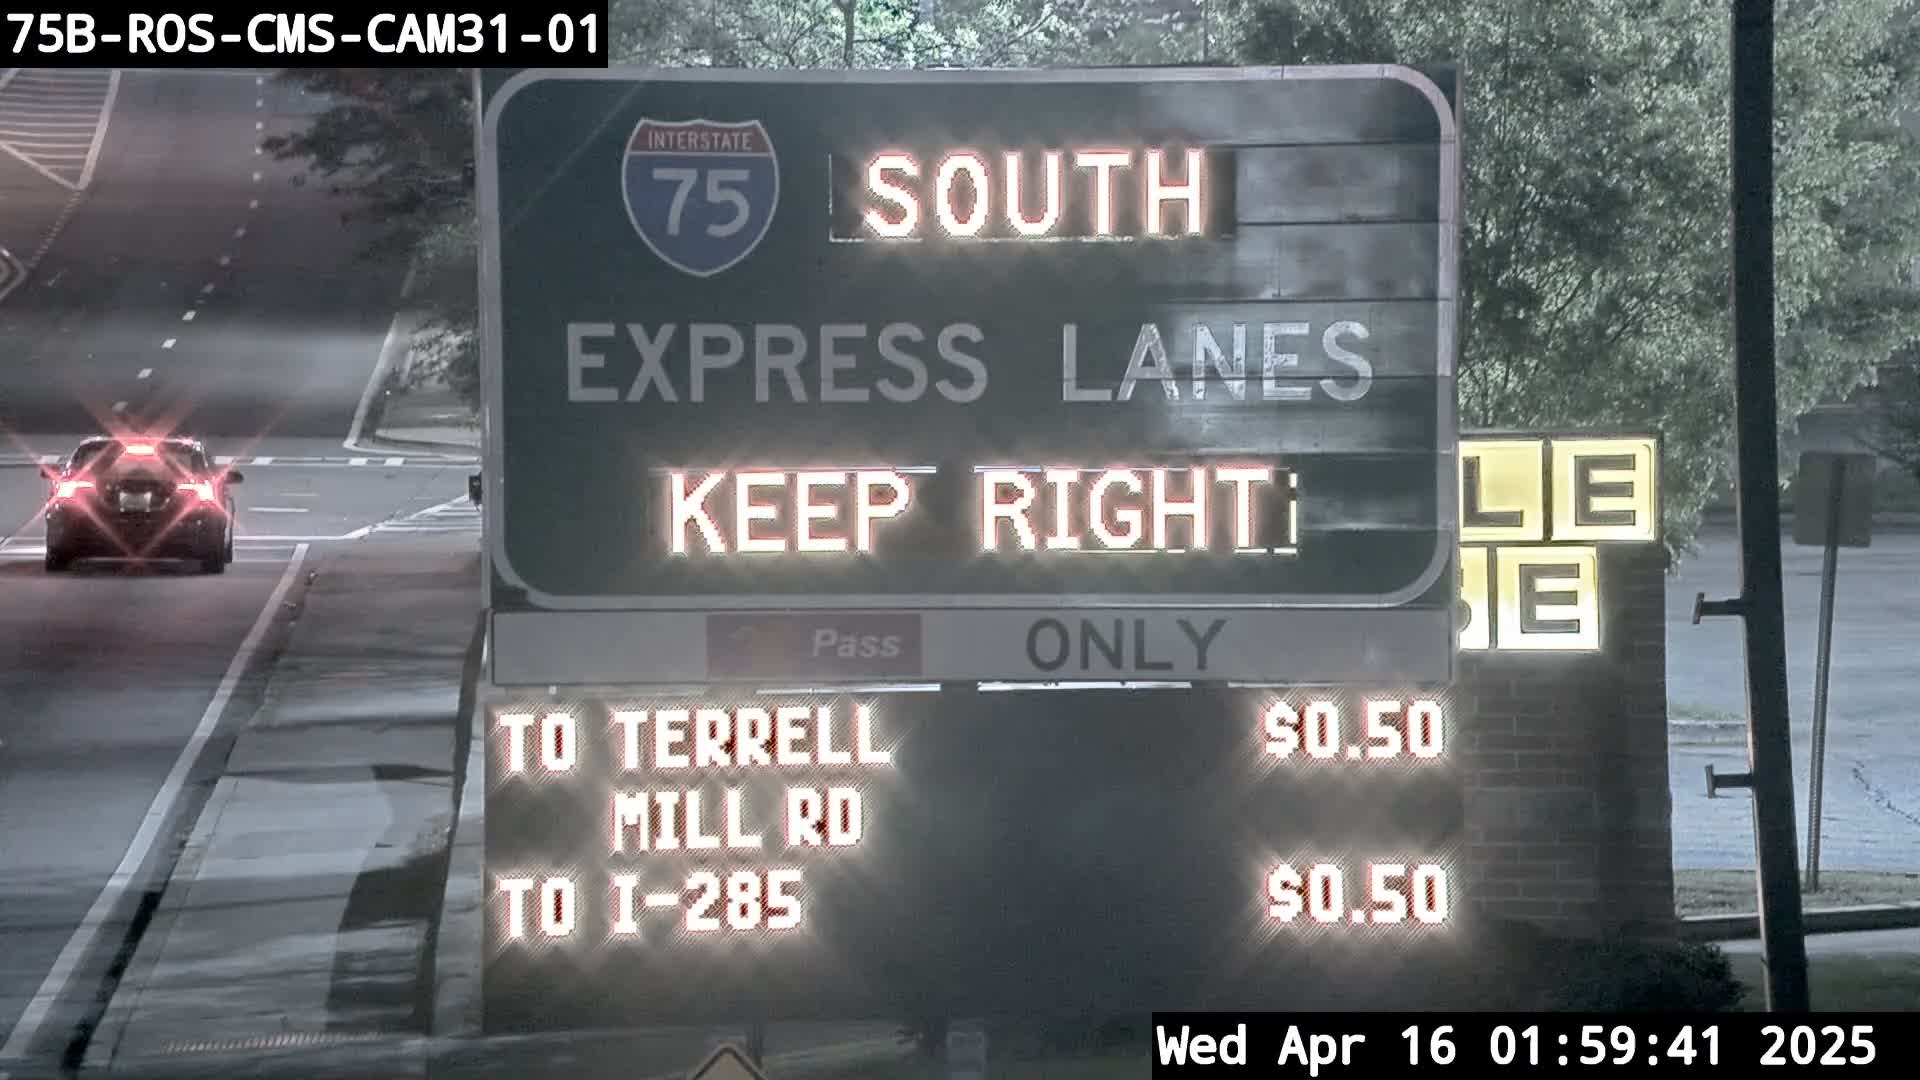 75B-ROS-CMS-CAM31-01
INTERSTATE
75
SOUTH
EXPRESS LANES
KEEP RIGHT
Pass ONLY
LE
E
TO TERRELL $0.50
MILL RD
TO I-285 $0.50
Wed Apr 16 01:59:41 2025